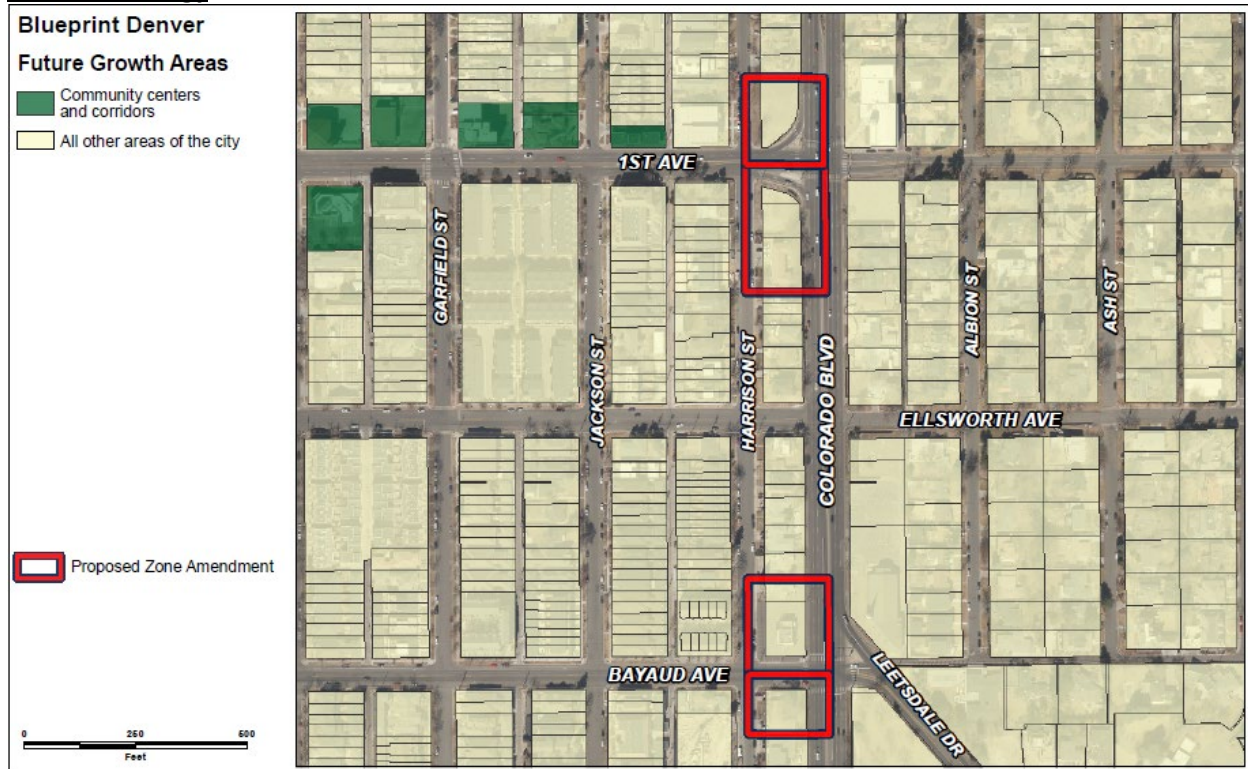 Blueprint Denver
Future Growth Areas
Community centers
and corridors
All other areas of the city
Proposed Zone Amendment
0 250 500
Feet
1ST AVE
GARFIELD ST
JACKSON ST
HARRISON ST
COLORADO BLVD
ALBION ST
ASH ST
ELLSWORTH AVE
BAYAUD AVE
LEETSDALE DR